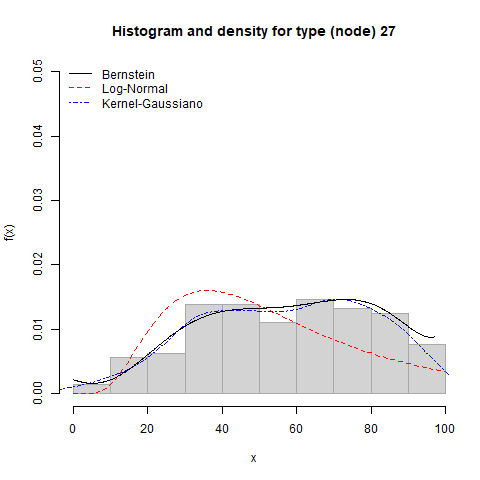 Histogram and density for type (node) 27
Bernstein
Log-Normal
Kernel-Gaussiano
0.05
0.04
0.03
0.02
0.01
0.00
f(x)
0 20 40 60 80 100
x